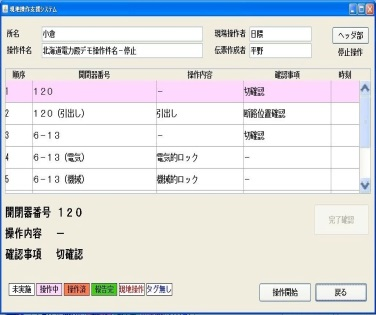 現地操作支援システム
所名 小倉 現場操作者 日隈 ヘッダ部
操作件名 北海道電力殿デモ操作件名－停止 伝票作成者 平野 停止操作
順序 開閉器番号 操作内容 確認事項 時刻
1 １２０ － 切確認
2 １２０（引出し） 引出し 断路位置確認
3 ６－１３ － 切確認
4 ６－１３（電気） 電気的ロック －
5 ６－１３（機械） 機械的ロック －
開閉器番号 １２０
操作内容 －
完了確認
確認事項 切確認
未実施 操作中 操作済 報告完 現地操作 タグ無し 操作開始 戻る